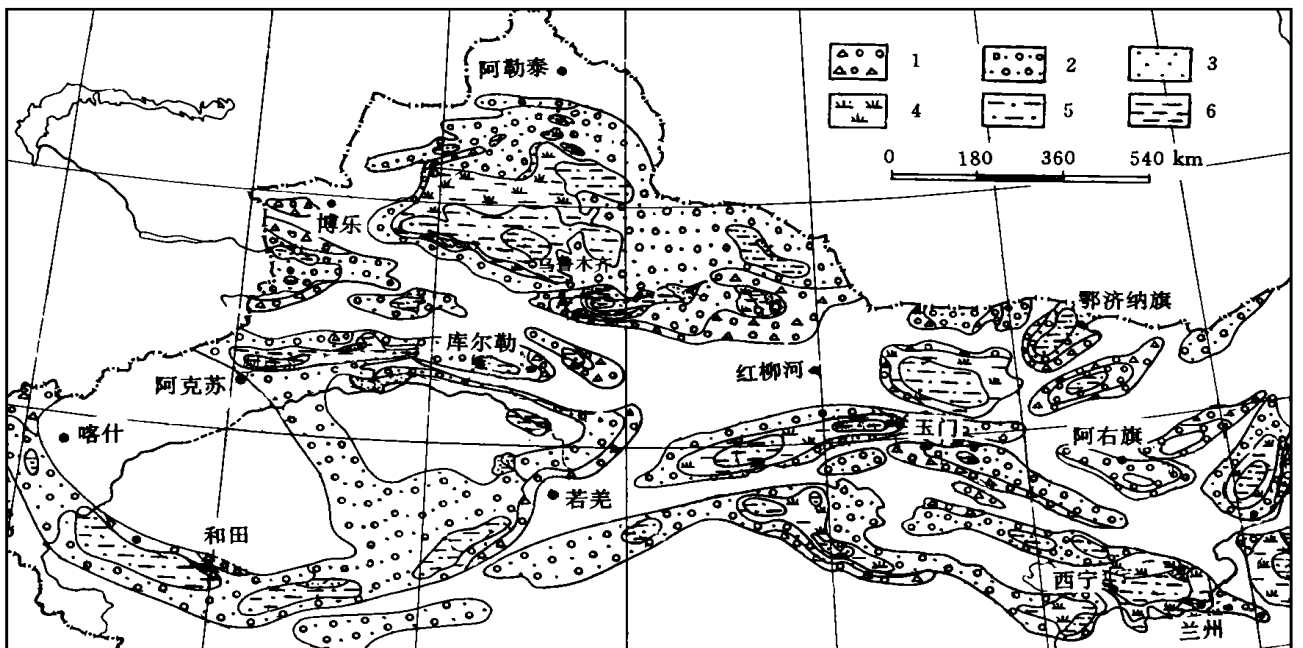 阿勒泰
1
2
3
4
5
6
0 180 360 540 km
博乐
乌鲁木齐
鄂济纳旗
库尔勒
红柳河
阿克苏
喀什
玉门
阿右旗
若羌
和田
西宁
兰州